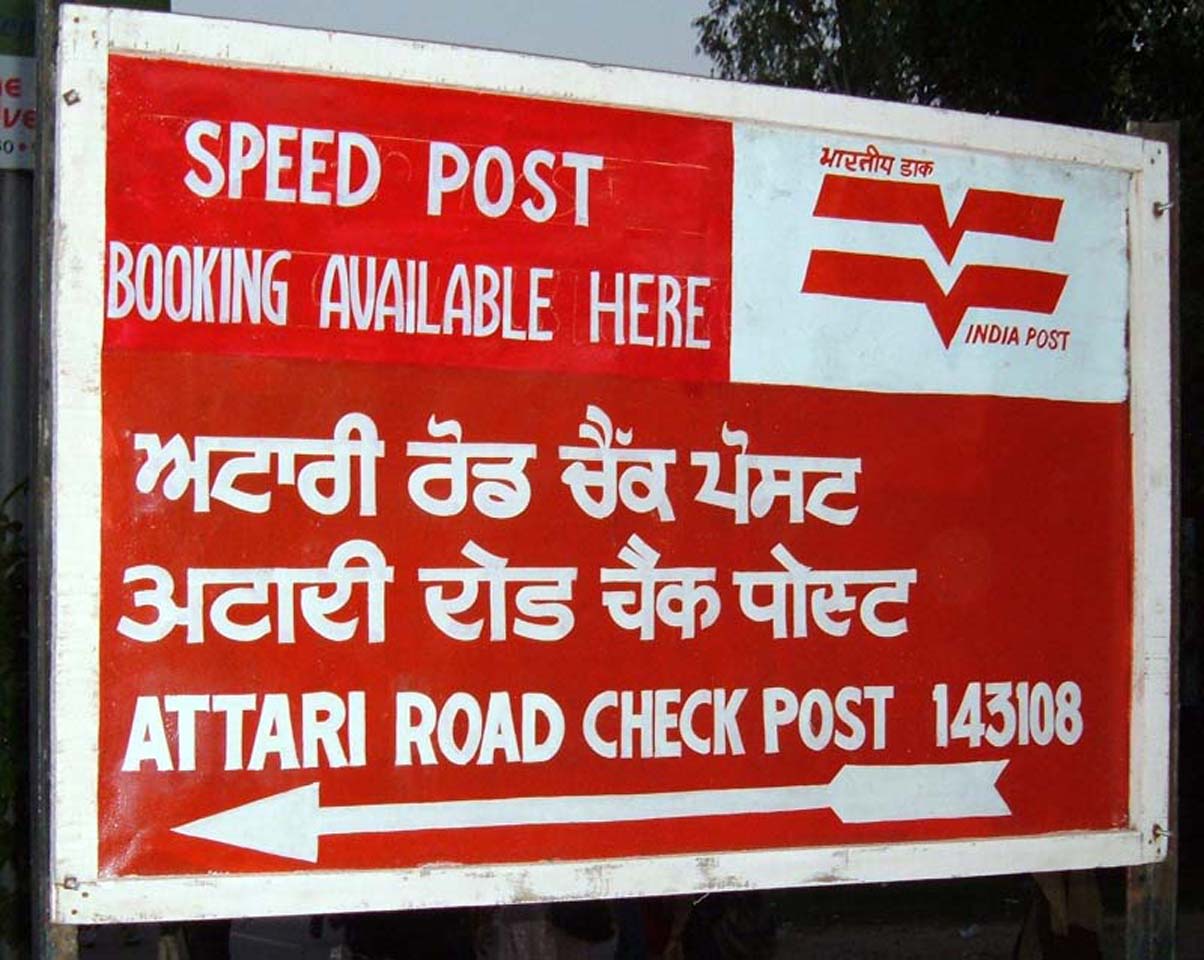 SPEED POST
BOOKING AVAILABLE HERE
भारतीय डाक
INDIA POST
ਅਟਾਰੀ ਰੋਡ ਚੈੱਕ ਪੋਸਟ
अटारी रोड चैक पोस्ट
ATTARI ROAD CHECK POST 143108